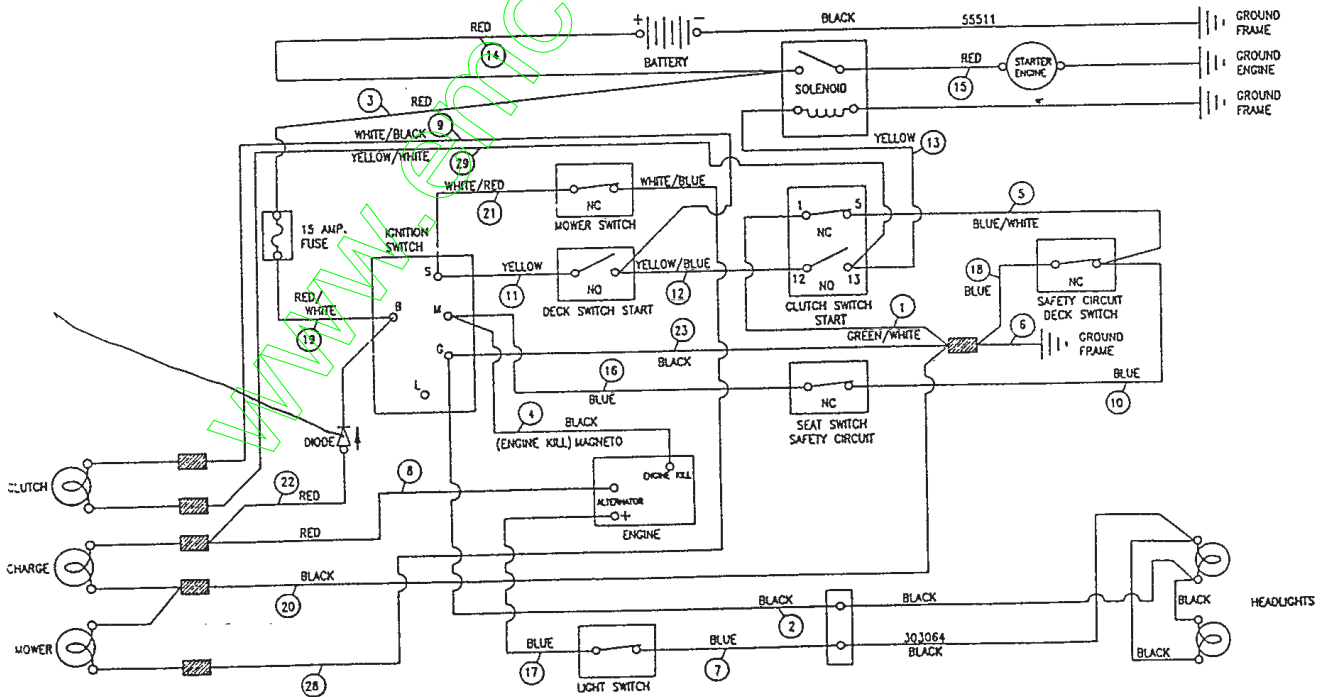 RED
14
+
−
BATTERY
BLACK
55511
GROUND
FRAME
SOLENOID
RED
15
STARTER
ENGINE
GROUND
ENGINE
GROUND
FRAME
3
RED
9
WHITE/BLACK
YELLOW/WHITE
29
YELLOW
13
WHITE/RED
21
NC
MOWER SWITCH
WHITE/BLUE
15 AMP.
FUSE
IGNITION
SWITCH
1
5
NC
12
13
NO
CLUTCH SWITCH
START
5
BLUE/WHITE
S
YELLOW
11
NO
DECK SWITCH START
YELLOW/BLUE
12
18
BLUE
NC
SAFETY CIRCUIT
DECK SWITCH
RED/
WHITE
19
B
M
G
L
23
BLACK
1
GREEN/WHITE
6
GROUND
FRAME
16
BLUE
NC
SEAT SWITCH
SAFETY CIRCUIT
BLUE
10
4
BLACK
(ENGINE KILL) MAGNETO
DIODE
ENGINE KILL
ALTERNATOR
+
ENGINE
CLUTCH
22
RED
8
RED
CHARGE
BLACK
20
MOWER
28
BLACK
2
BLACK
BLUE
17
LIGHT SWITCH
BLUE
7
303064
BLACK
BLACK
BLACK
HEADLIGHTS
www.em